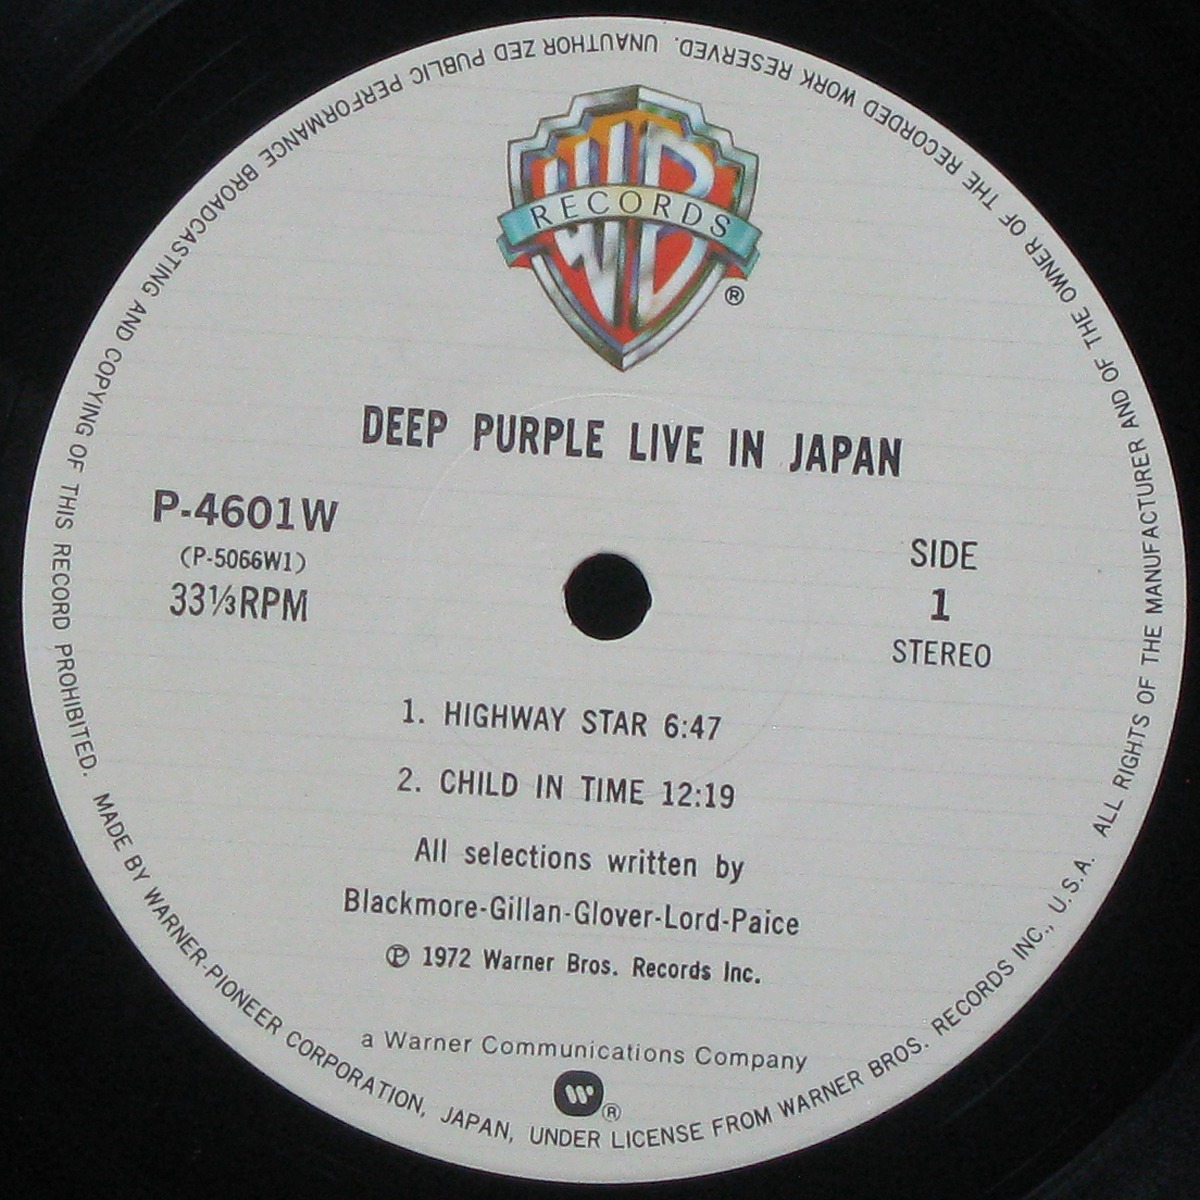 WB
RECORDS
®
DEEP PURPLE LIVE IN JAPAN
P-4601W
(P-5066W1)
33⅓RPM
SIDE
1
STEREO
1. HIGHWAY STAR 6:47
2. CHILD IN TIME 12:19
All selections written by
Blackmore-Gillan-Glover-Lord-Paice
℗ 1972 Warner Bros. Records Inc.
a Warner Communications Company
W ®
MADE BY WARNER-PIONEER CORPORATION, JAPAN, UNDER LICENSE FROM WARNER BROS. RECORDS INC., U.S.A. ALL RIGHTS OF THE MANUFACTURER AND OF THE OWNER OF THE RECORDED WORK RESERVED. UNAUTHOR ZED PUBLIC PERFORMANCE BROADCASTING AND COPYING OF THIS RECORD PROHIBITED.